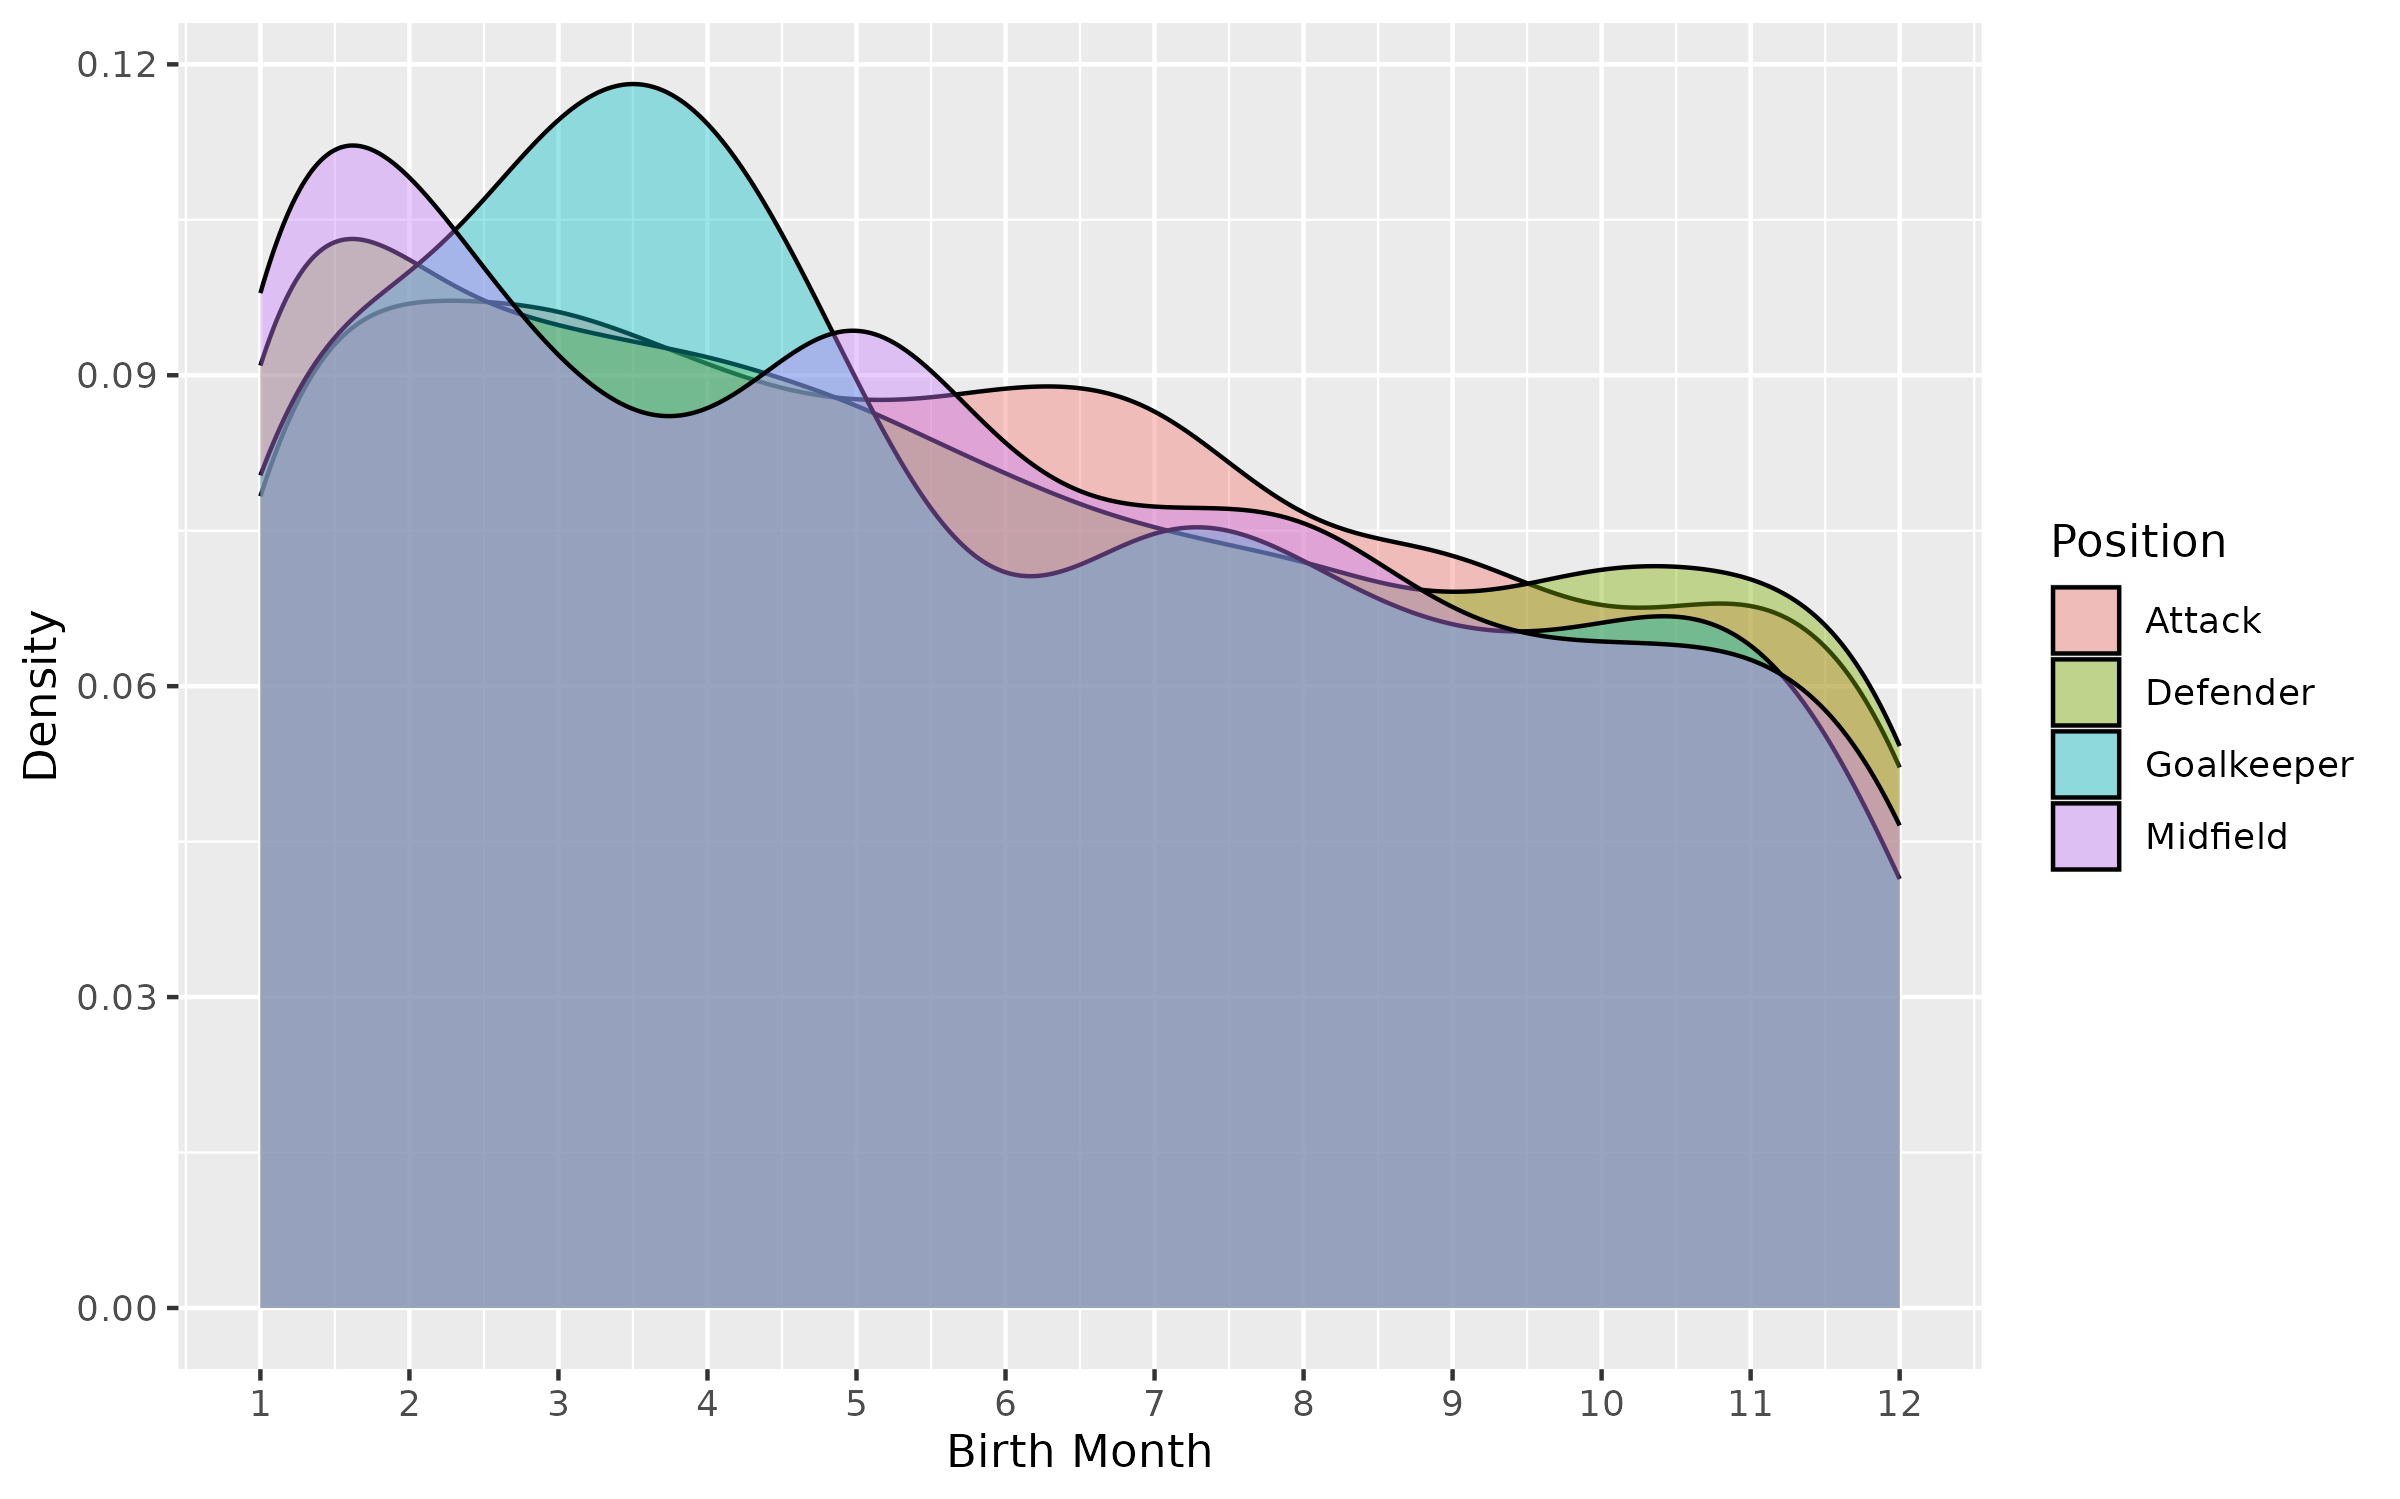 0.12
0.09
0.06
0.03
0.00
Density
1 2 3 4 5 6 7 8 9 10 11 12
Birth Month
Position
Attack
Defender
Goalkeeper
Midfield